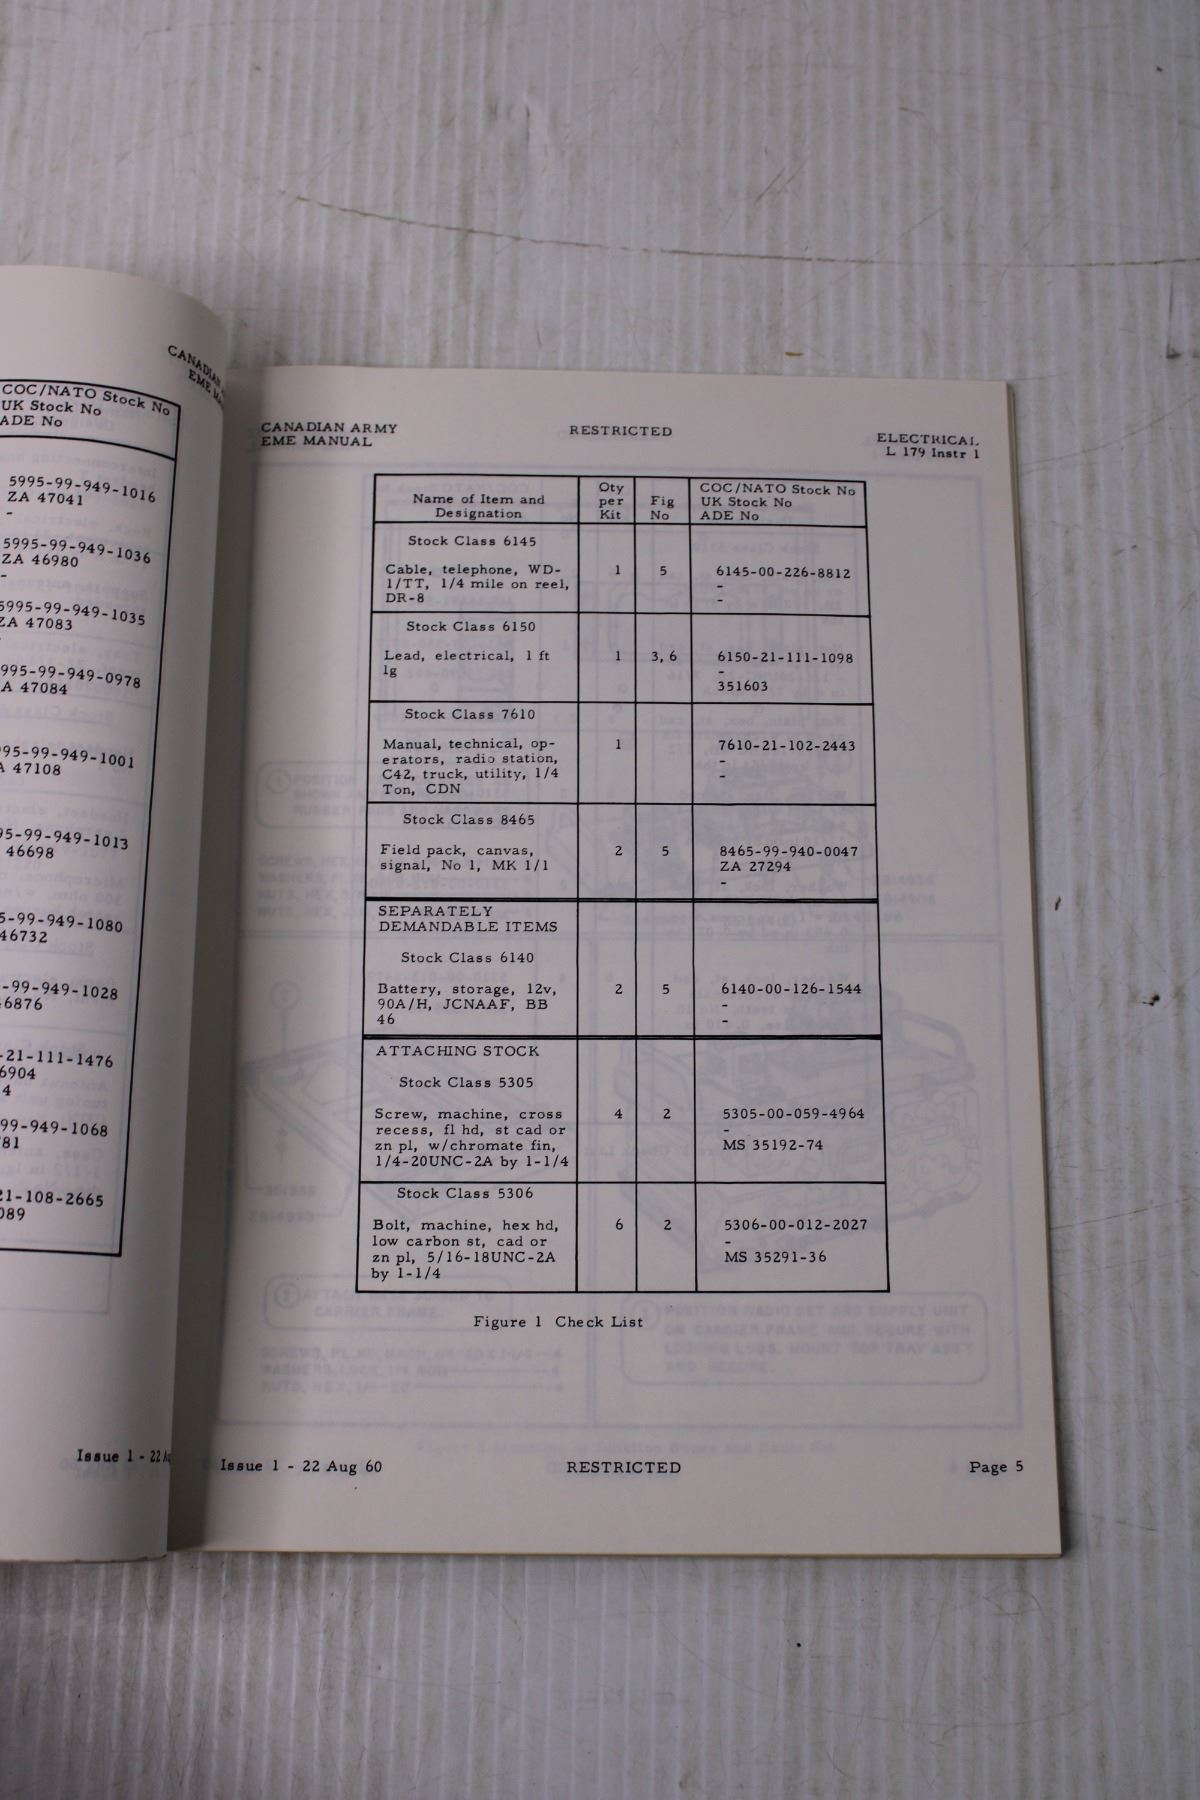 CANADIAN
EME MA
COC/NATO Stock No
UK Stock No
ADE No
5995-99-949-1016
ZA 47041
-
5995-99-949-1036
ZA 46980
-
5995-99-949-1035
ZA 47083
995-99-949-0978
A 47084
95-99-949-1001
A 47108
95-99-949-1013
46698
5-99-949-1080
46732
-99-949-1028
46876
-21-111-1476
6904
4
99-949-1068
781
21-108-2665
089
Issue 1 - 22 A
CANADIAN ARMY
EME MANUAL
RESTRICTED
ELECTRICAL
L 179 Instr 1
Name of Item and
Designation
Qty
per
Kit
Fig
No
COC/NATO Stock No
UK Stock No
ADE No
Stock Class 6145
Cable, telephone, WD- 1 5 6145-00-226-8812
1/TT, 1/4 mile on reel, -
DR-8 -
Stock Class 6150
Lead, electrical, 1 ft 1 3, 6 6150-21-111-1098
lg -
351603
Stock Class 7610
Manual, technical, op- 1 7610-21-102-2443
erators, radio station, -
C42, truck, utility, 1/4 -
Ton, CDN
Stock Class 8465
Field pack, canvas, 2 5 8465-99-940-0047
signal, No 1, MK 1/1 ZA 27294
-
SEPARATELY
DEMANDABLE ITEMS
Stock Class 6140
Battery, storage, 12v, 2 5 6140-00-126-1544
90A/H, JCNAAF, BB -
46 -
ATTACHING STOCK
Stock Class 5305
Screw, machine, cross 4 2 5305-00-059-4964
recess, fl hd, st cad or -
zn pl, w/chromate fin, MS 35192-74
1/4-20UNC-2A by 1-1/4
Stock Class 5306
Bolt, machine, hex hd, 6 2 5306-00-012-2027
low carbon st, cad or -
zn pl, 5/16-18UNC-2A MS 35291-36
by 1-1/4
Figure 1 Check List
Issue 1 - 22 Aug 60
RESTRICTED
Page 5